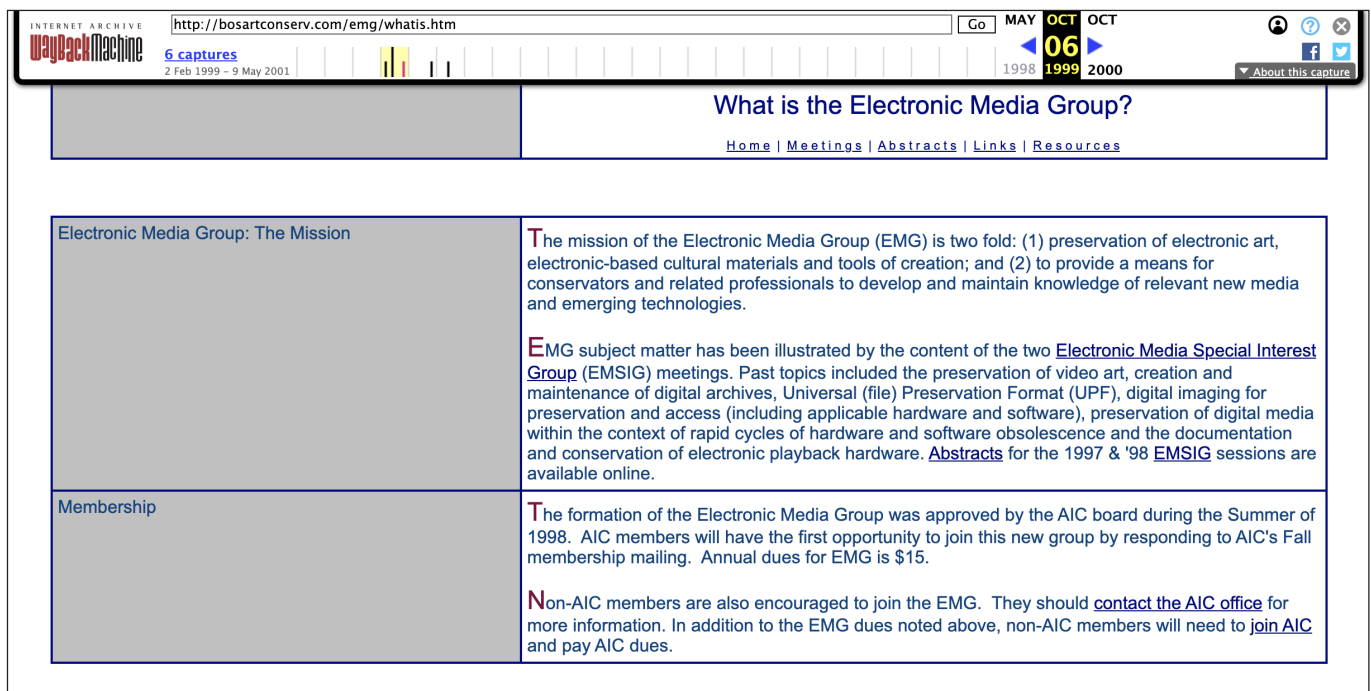 INTERNET ARCHIVE
WayBackMachine
http://bosartconserv.com/emg/whatis.htm
Go
6 captures
2 Feb 1999 – 9 May 2001
MAY OCT OCT
06
1998 1999 2000
About this capture
What is the Electronic Media Group?
Home | Meetings | Abstracts | Links | Resources
Electronic Media Group: The Mission
The mission of the Electronic Media Group (EMG) is two fold: (1) preservation of electronic art,
electronic-based cultural materials and tools of creation; and (2) to provide a means for
conservators and related professionals to develop and maintain knowledge of relevant new media
and emerging technologies.
EMG subject matter has been illustrated by the content of the two Electronic Media Special Interest
Group (EMSIG) meetings. Past topics included the preservation of video art, creation and
maintenance of digital archives, Universal (file) Preservation Format (UPF), digital imaging for
preservation and access (including applicable hardware and software), preservation of digital media
within the context of rapid cycles of hardware and software obsolescence and the documentation
and conservation of electronic playback hardware. Abstracts for the 1997 & '98 EMSIG sessions are
available online.
Membership
The formation of the Electronic Media Group was approved by the AIC board during the Summer of
1998. AIC members will have the first opportunity to join this new group by responding to AIC's Fall
membership mailing. Annual dues for EMG is $15.
Non-AIC members are also encouraged to join the EMG. They should contact the AIC office for
more information. In addition to the EMG dues noted above, non-AIC members will need to join AIC
and pay AIC dues.